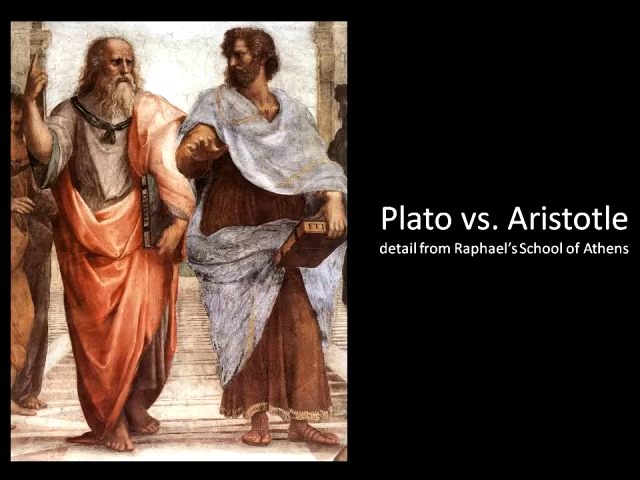 Plato vs. Aristotle
detail from Raphael's School of Athens